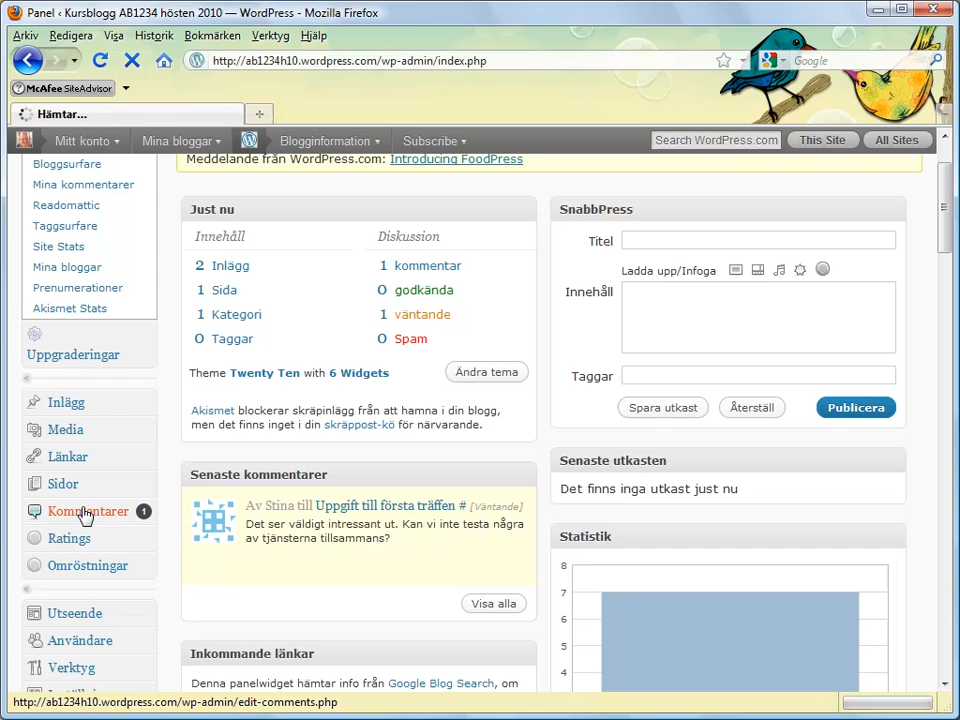 Panel ‹ Kursblogg AB1234 hösten 2010 — WordPress - Mozilla Firefox
Arkiv Redigera Visa Historik Bokmärken Verktyg Hjälp
http://ab1234h10.wordpress.com/wp-admin/index.php
Google
McAfee SiteAdvisor
Hämtar...
Mitt konto Mina bloggar Blogginformation Subscribe Search WordPress.com This Site All Sites
Meddelande från WordPress.com: Introducing FoodPress
Bloggsurfare
Mina kommentarer
Readomattic
Taggsurfare
Site Stats
Mina bloggar
Prenumerationer
Akismet Stats
Uppgraderingar
Inlägg
Media
Länkar
Sidor
Kommentarer 1
Ratings
Omröstningar
Utseende
Användare
Verktyg
Just nu
Innehåll Diskussion
2 Inlägg 1 kommentar
1 Sida 0 godkända
1 Kategori 1 väntande
0 Taggar 0 Spam
Theme Twenty Ten with 6 Widgets Ändra tema
Akismet blockerar skräpinlägg från att hamna i din blogg,
men det finns inget i din skräppost-kö för närvarande.
Senaste kommentarer
Av Stina till Uppgift till första träffen # [Väntande]
Det ser väldigt intressant ut. Kan vi inte testa några
av tjänsterna tillsammans?
Visa alla
Inkommande länkar
Denna panelwidget hämtar info från Google Blog Search, om
SnabbPress
Titel
Ladda upp/Infoga
Innehåll
Taggar
Spara utkast Återställ Publicera
Senaste utkasten
Det finns inga utkast just nu
Statistik
8
7
6
5
4
http://ab1234h10.wordpress.com/wp-admin/edit-comments.php